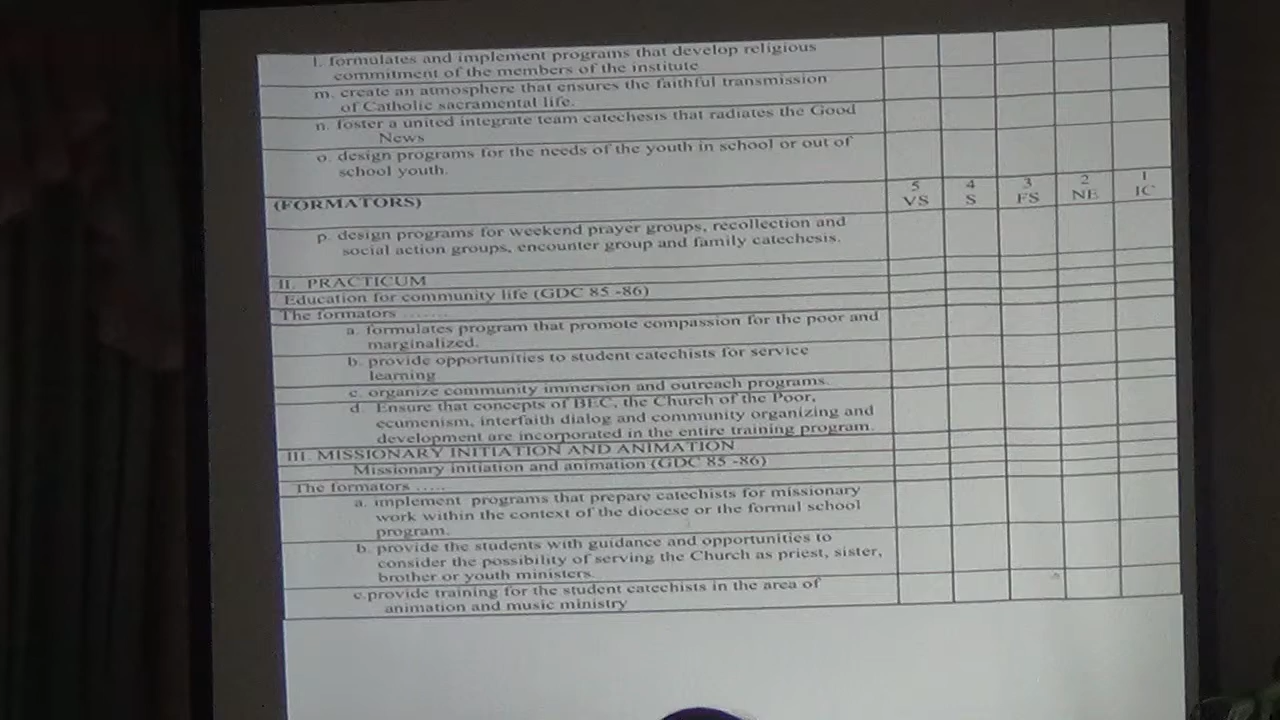 l. formulates and implement programs that develop religious
commitment of the members of the institute
m. create an atmosphere that ensures the faithful transmission
of Catholic sacramental life.
n. foster a united integrate team catechesis that radiates the Good
News
o. design programs for the needs of the youth in school or out of
school youth.
(FORMATORS) 5 4 3 2 1
VS S FS NE IC
p. design programs for weekend prayer groups, recollection and
social action groups, encounter group and family catechesis.
II. PRACTICUM
Education for community life (GDC 85 -86)
The formators ........
a. formulates program that promote compassion for the poor and
marginalized.
b. provide opportunities to student catechists for service
learning
c. organize community immersion and outreach programs.
d. Ensure that concepts of BEC, the Church of the Poor,
ecumenism, interfaith dialog and community organizing and
development are incorporated in the entire training program.
III. MISSIONARY INITIATION AND ANIMATION
Missionary initiation and animation (GDC 85 -86)
The formators .....
a. implement programs that prepare catechists for missionary
work within the context of the diocese or the formal school
program.
b. provide the students with guidance and opportunities to
consider the possibility of serving the Church as priest, sister,
brother or youth ministers.
c.provide training for the student catechists in the area of
animation and music ministry